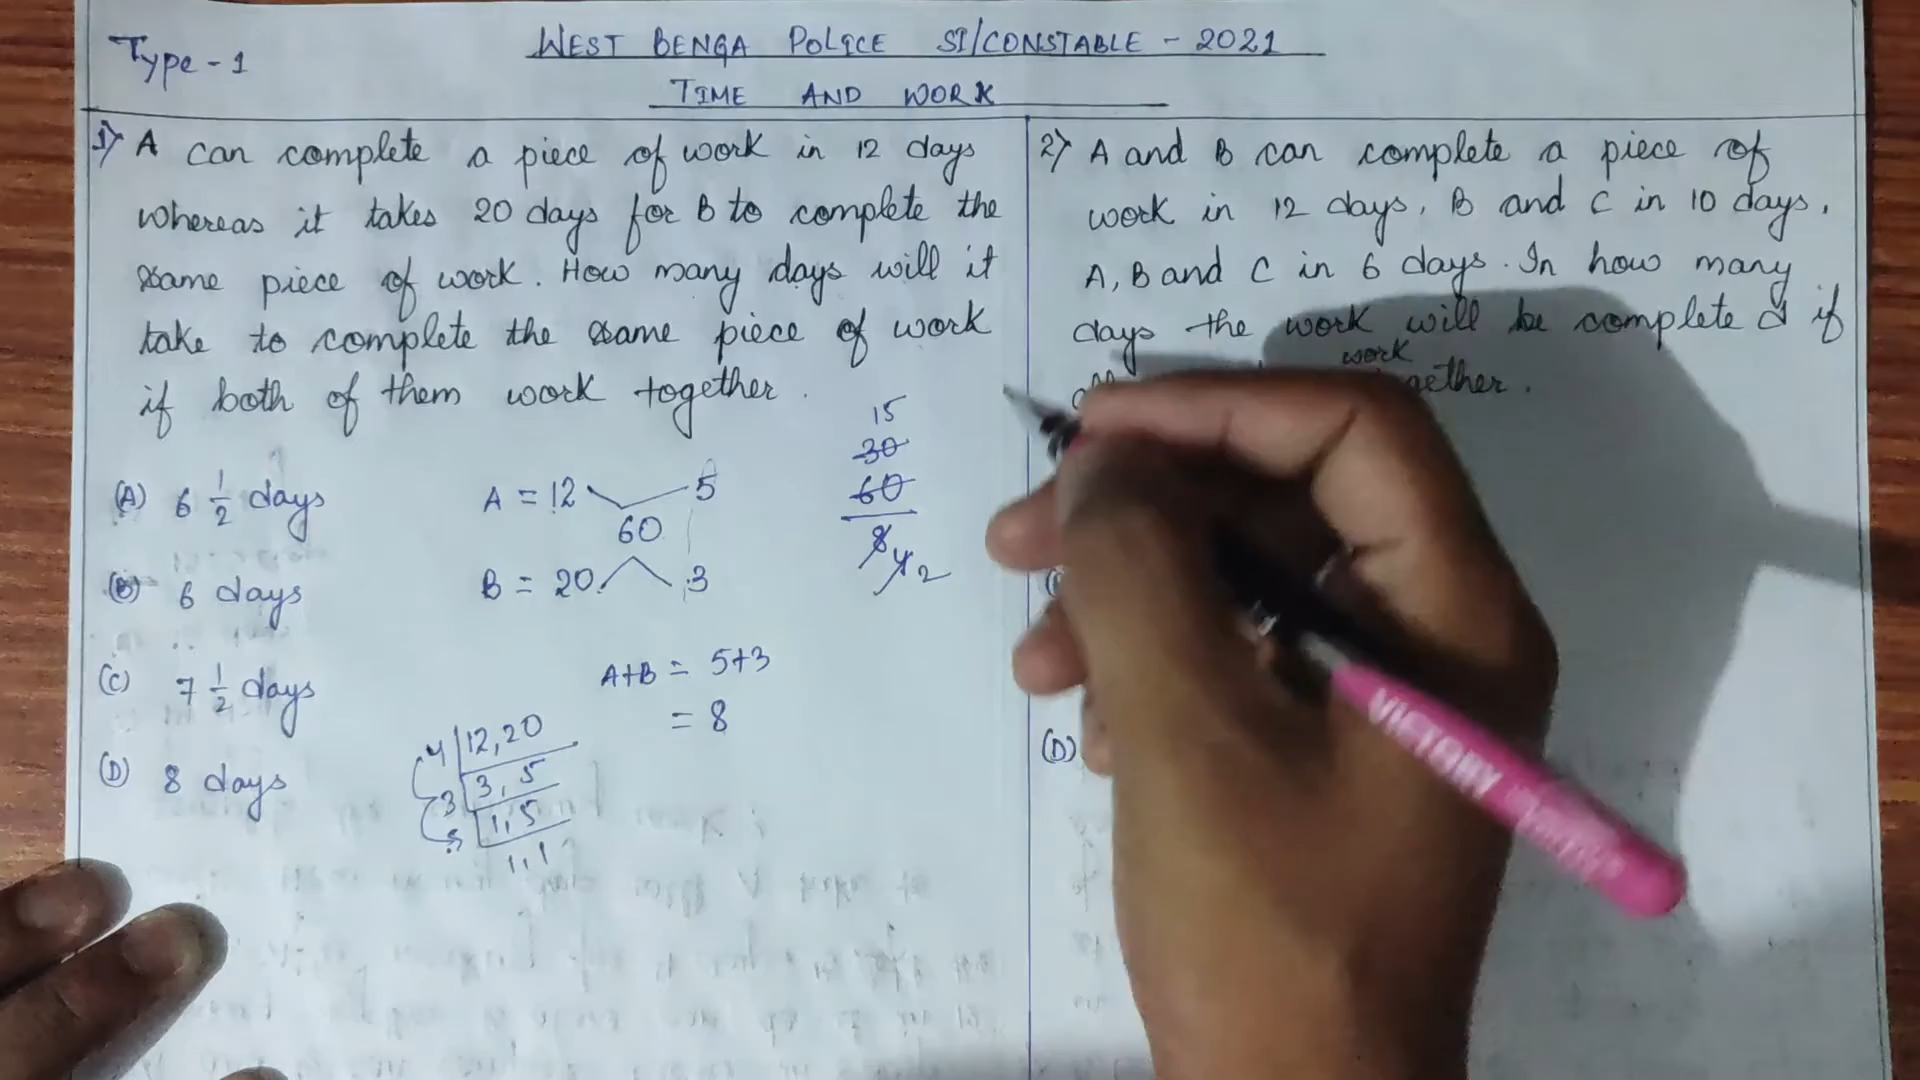 Type-1
WEST BENGA POLICE SI/CONSTABLE - 2021
TIME AND WORK
1) A can complete a piece of work in 12 days
whereas it takes 20 days for B to complete the
same piece of work. How many days will it
take to complete the same piece of work
if both of them work together.
(A) 6 1/2 days
(B) 6 days
(C) 7 1/2 days
(D) 8 days
A = 12 5
60
B = 20 3
A+B = 5+3
= 8
4 12,20
3 3, 5
5 1, 5
1,1
15
30
60
8 4 2
2) A and B can complete a piece of
work in 12 days, B and C in 10 days,
A, B and C in 6 days. In how many
days the work will be complete d if
work
gether.
(D)
VICTORY